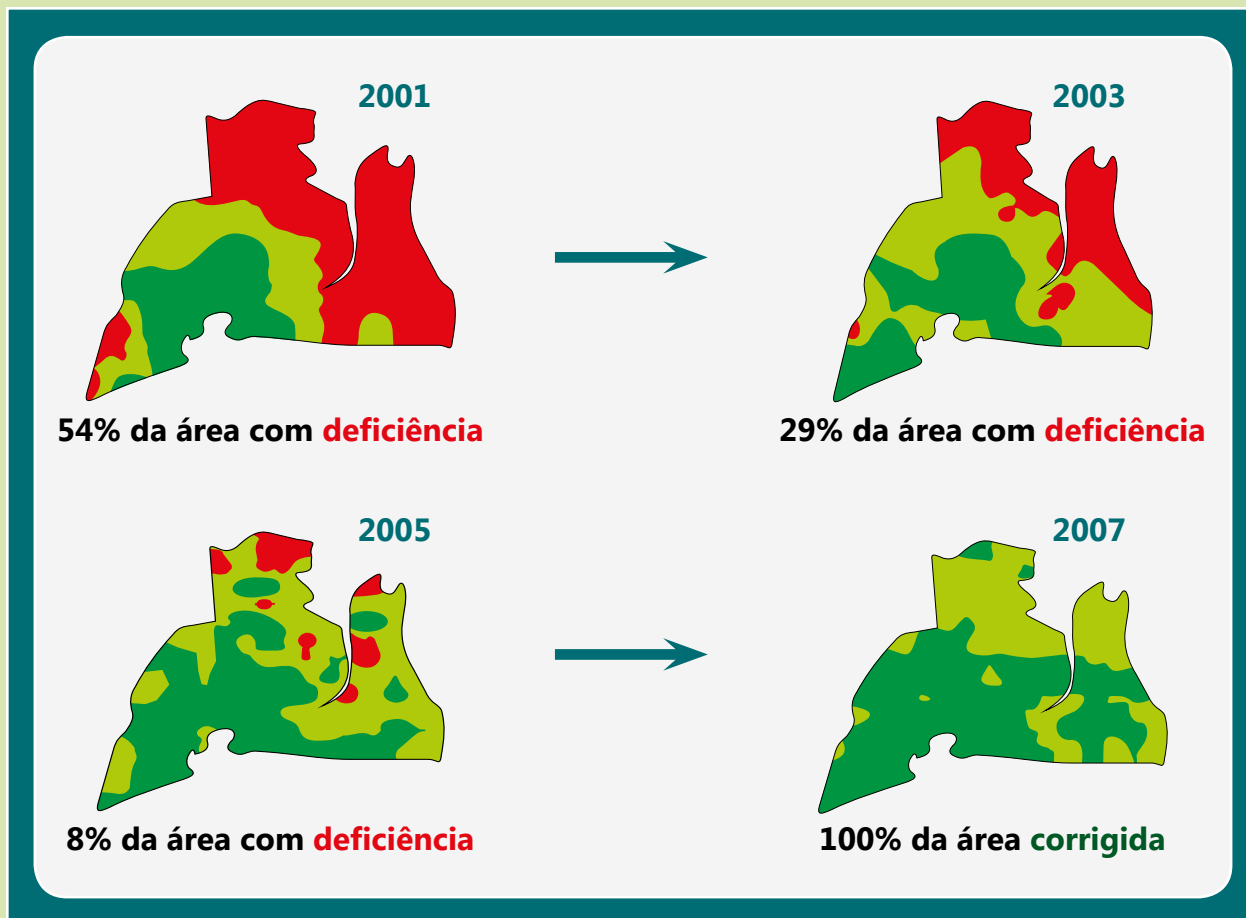 2001
2003
54% da área com deficiência
29% da área com deficiência
2005
2007
8% da área com deficiência
100% da área corrigida